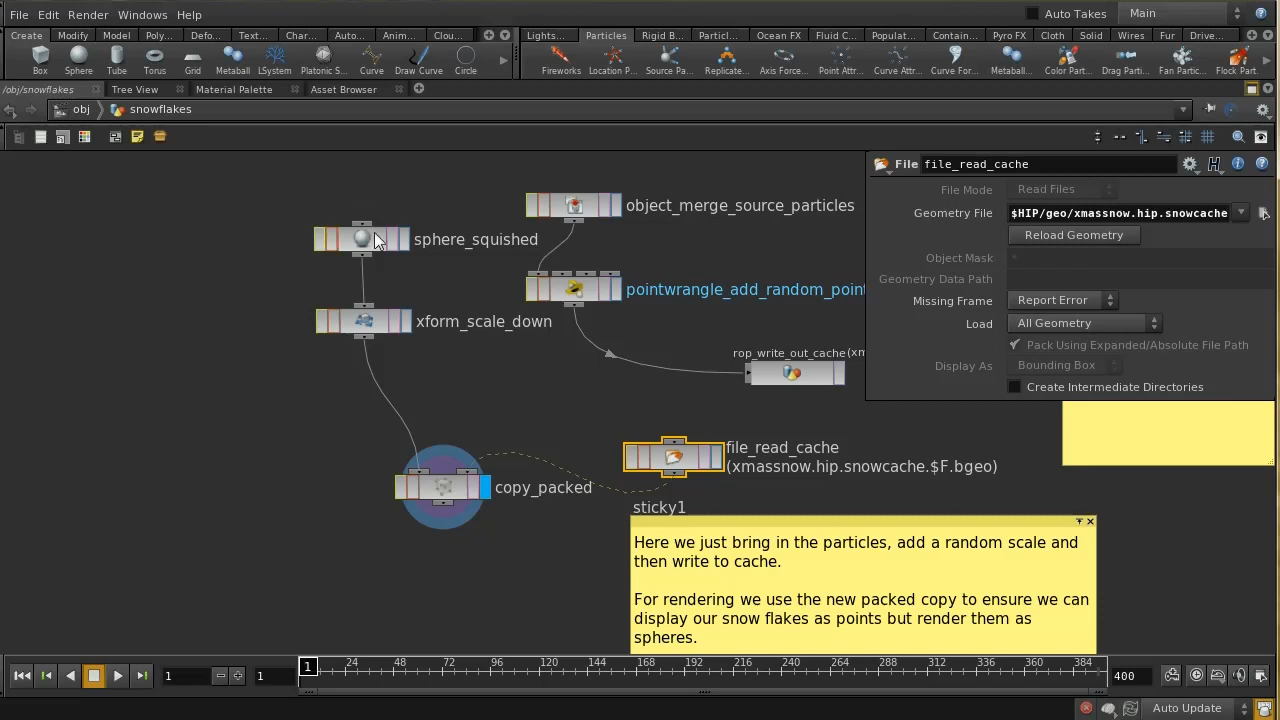 File Edit Render Windows Help Auto Takes Main
Create Modify Model Poly... Defo... Text... Char... Auto... Anim... Clou... Lights... Particles Rigid B... Particl... Ocean FX Fluid C... Populat... Contain... Pyro FX Cloth Solid Wires Fur Drive...
Box Sphere Tube Torus Grid Metaball LSystem Platonic S... Curve Draw Curve Circle Fireworks Location P... Source Pa... Replicate... Axis Force... Point Attr... Curve Attr... Curve For... Metaball... Color Part... Drag Parti... Fan Partic... Flock Part.
/obj/snowflakes Tree View Material Palette Asset Browser
obj snowflakes
File file_read_cache
File Mode Read Files
Geometry File $HIP/geo/xmassnow.hip.snowcache
Reload Geometry
Object Mask *
Geometry Data Path
Missing Frame Report Error
Load All Geometry
Pack Using Expanded/Absolute File Path
Display As Bounding Box
Create Intermediate Directories
object_merge_source_particles
sphere_squished
pointwrangle_add_random_point
xform_scale_down
rop_write_out_cache(xm
file_read_cache
(xmassnow.hip.snowcache.$F.bgeo)
copy_packed
sticky1
Here we just bring in the particles, add a random scale and
then write to cache.
For rendering we use the new packed copy to ensure we can
display our snow flakes as points but render them as
spheres.
1 1 1 24 48 72 96 120 144 168 192 216 240 264 288 312 336 360 384 400
Auto Update